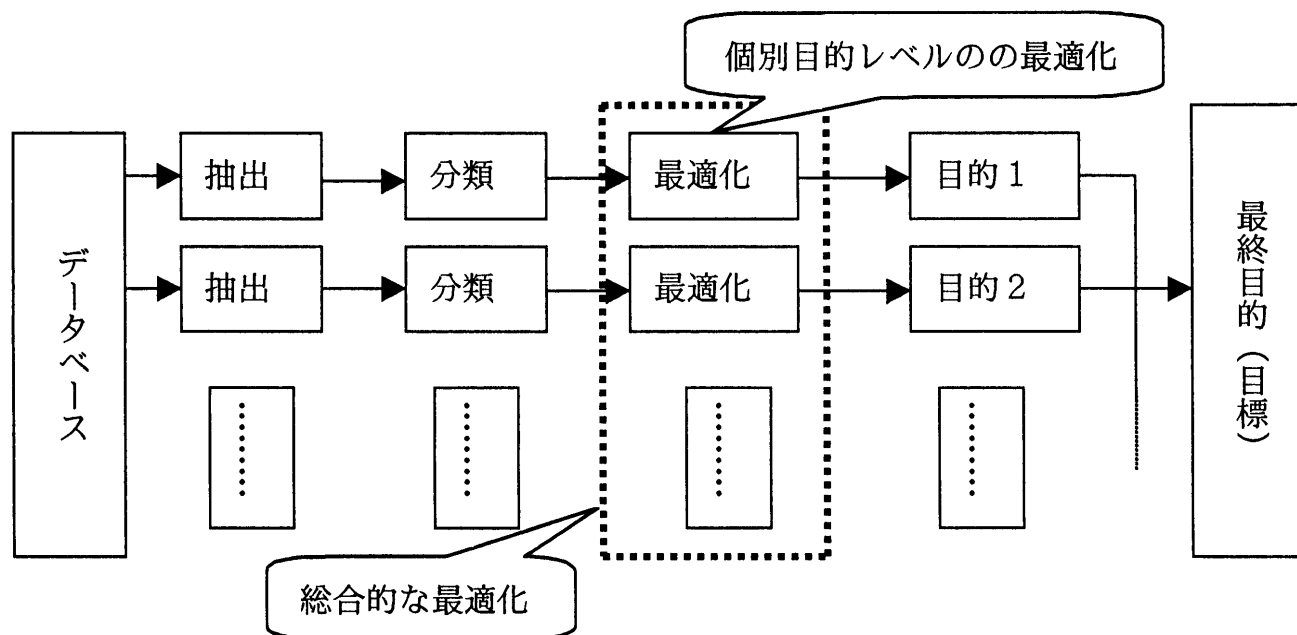 個別目的レベルのの最適化
データベース
抽出
分類
最適化
目的1
抽出
分類
最適化
目的2
最終目的(目標)
………
………
………
………
総合的な最適化